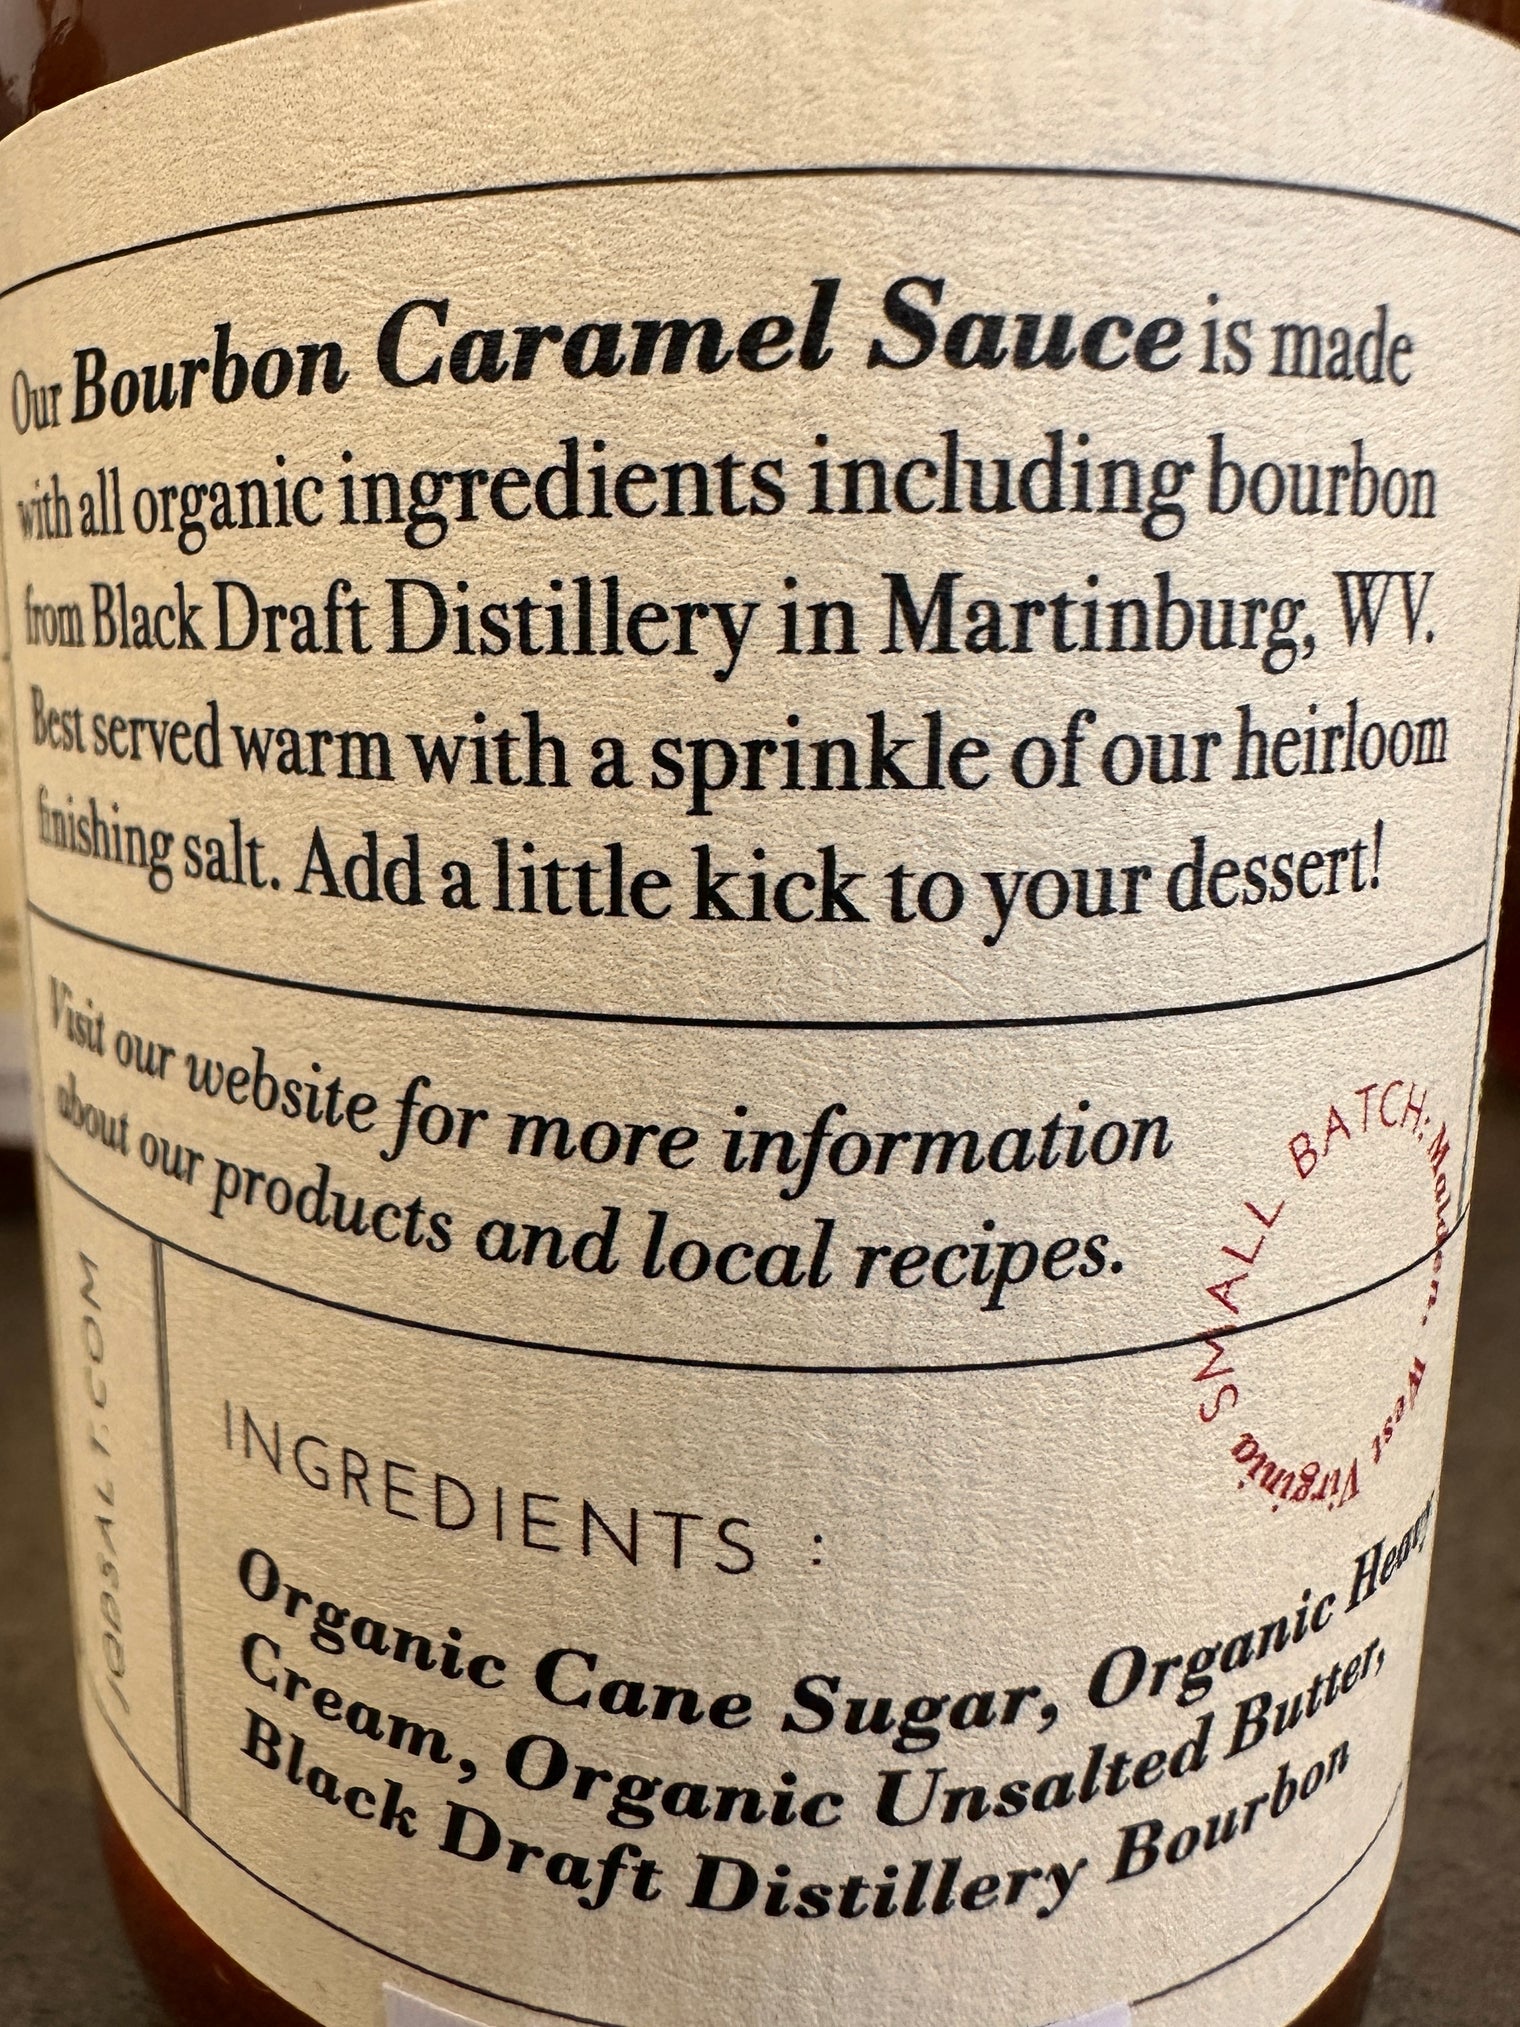 Our Bourbon Caramel Sauce is made
with all organic ingredients including bourbon
from Black Draft Distillery in Martinburg, WV.
Best served warm with a sprinkle of our heirloom
finishing salt. Add a little kick to your dessert!
Visit our website for more information
about our products and local recipes.
SMALL BATCH: Malden, West Virginia
INGREDIENTS :
Organic Cane Sugar, Organic Heavy
Cream, Organic Unsalted Butter,
Black Draft Distillery Bourbon
/JQDSALT.COM